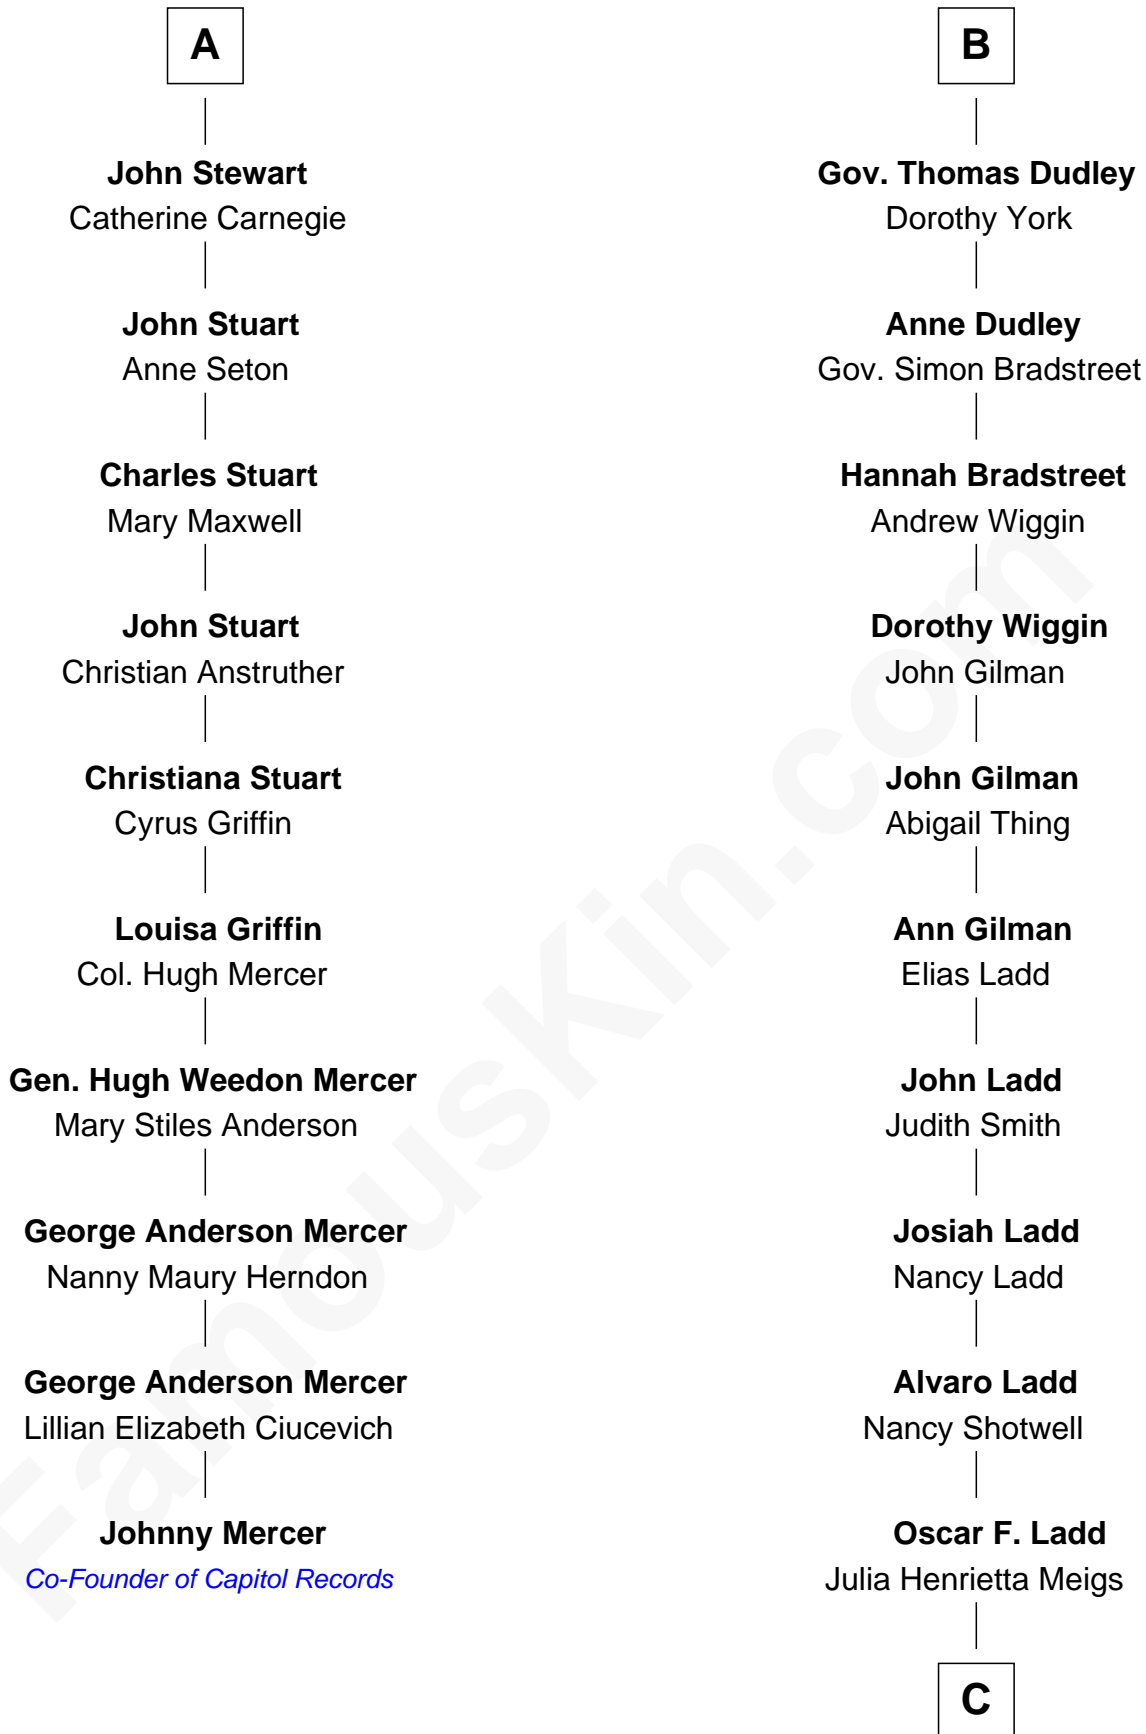 A
John Stewart
Catherine Carnegie
John Stuart
Anne Seton
Charles Stuart
Mary Maxwell
John Stuart
Christian Anstruther
Christiana Stuart
Cyrus Griffin
Louisa Griffin
Col. Hugh Mercer
Gen. Hugh Weedon Mercer
Mary Stiles Anderson
George Anderson Mercer
Nanny Maury Herndon
George Anderson Mercer
Lillian Elizabeth Ciucevich
Johnny Mercer
Co-Founder of Capitol Records
B
Gov. Thomas Dudley
Dorothy York
Anne Dudley
Gov. Simon Bradstreet
Hannah Bradstreet
Andrew Wiggin
Dorothy Wiggin
John Gilman
John Gilman
Abigail Thing
Ann Gilman
Elias Ladd
John Ladd
Judith Smith
Josiah Ladd
Nancy Ladd
Alvaro Ladd
Nancy Shotwell
Oscar F. Ladd
Julia Henrietta Meigs
C
FamousKin.com